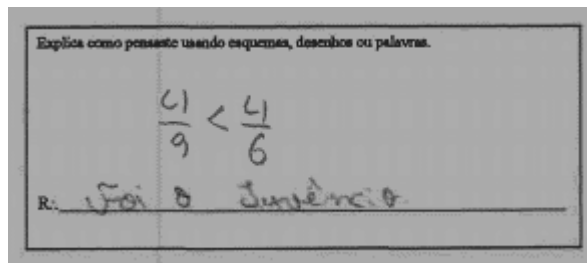 Explica como pensaste usando esquemas, desenhos ou palavras.
4/9 < 4/6
R: Foi o Juvêncio